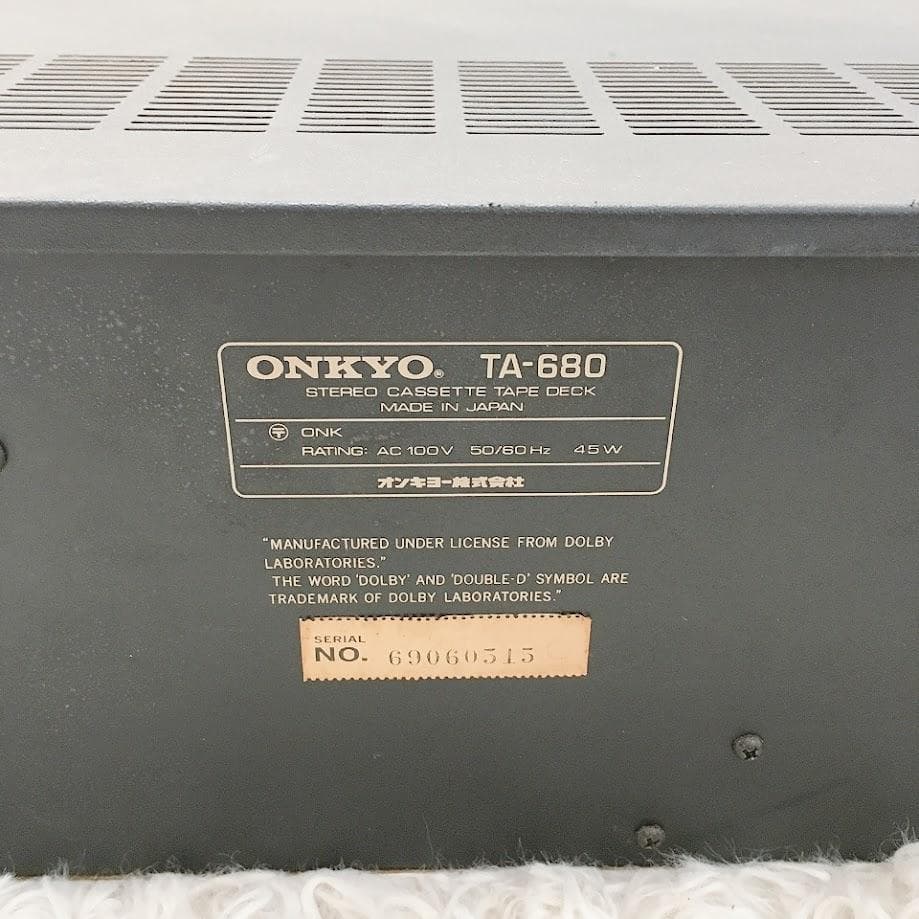 ONKYO® TA-680
STEREO CASSETTE TAPE DECK
MADE IN JAPAN
〶 ONK
RATING: AC 100V 50/60Hz 45W
オンキヨー株式会社
"MANUFACTURED UNDER LICENSE FROM DOLBY
LABORATORIES."
THE WORD 'DOLBY' AND 'DOUBLE-D' SYMBOL ARE
TRADEMARK OF DOLBY LABORATORIES."
SERIAL
NO. 69060515